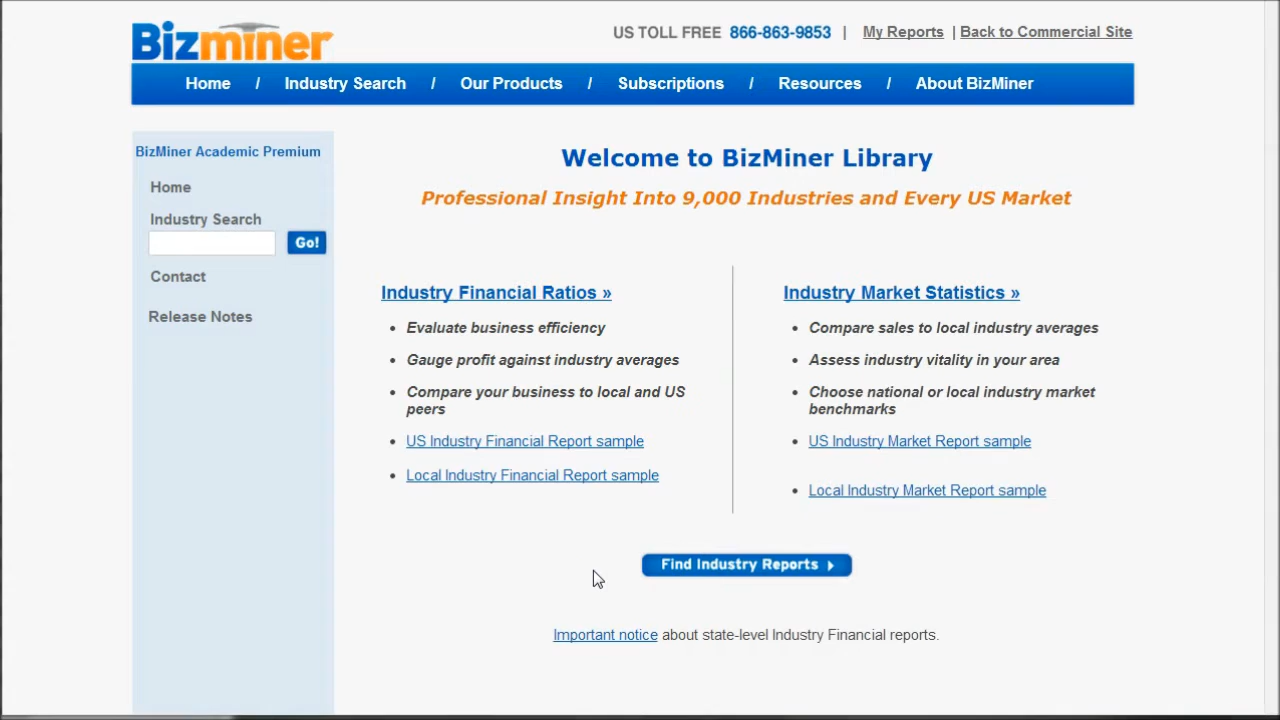 Bizminer
US TOLL FREE 866-863-9853 | My Reports | Back to Commercial Site
Home / Industry Search / Our Products / Subscriptions / Resources / About BizMiner
BizMiner Academic Premium
Home
Industry Search
Go!
Contact
Release Notes
Welcome to BizMiner Library
Professional Insight Into 9,000 Industries and Every US Market
Industry Financial Ratios »
• Evaluate business efficiency
• Gauge profit against industry averages
• Compare your business to local and US
peers
• US Industry Financial Report sample
• Local Industry Financial Report sample
Industry Market Statistics »
• Compare sales to local industry averages
• Assess industry vitality in your area
• Choose national or local industry market
benchmarks
• US Industry Market Report sample
• Local Industry Market Report sample
Find Industry Reports
Important notice about state-level Industry Financial reports.